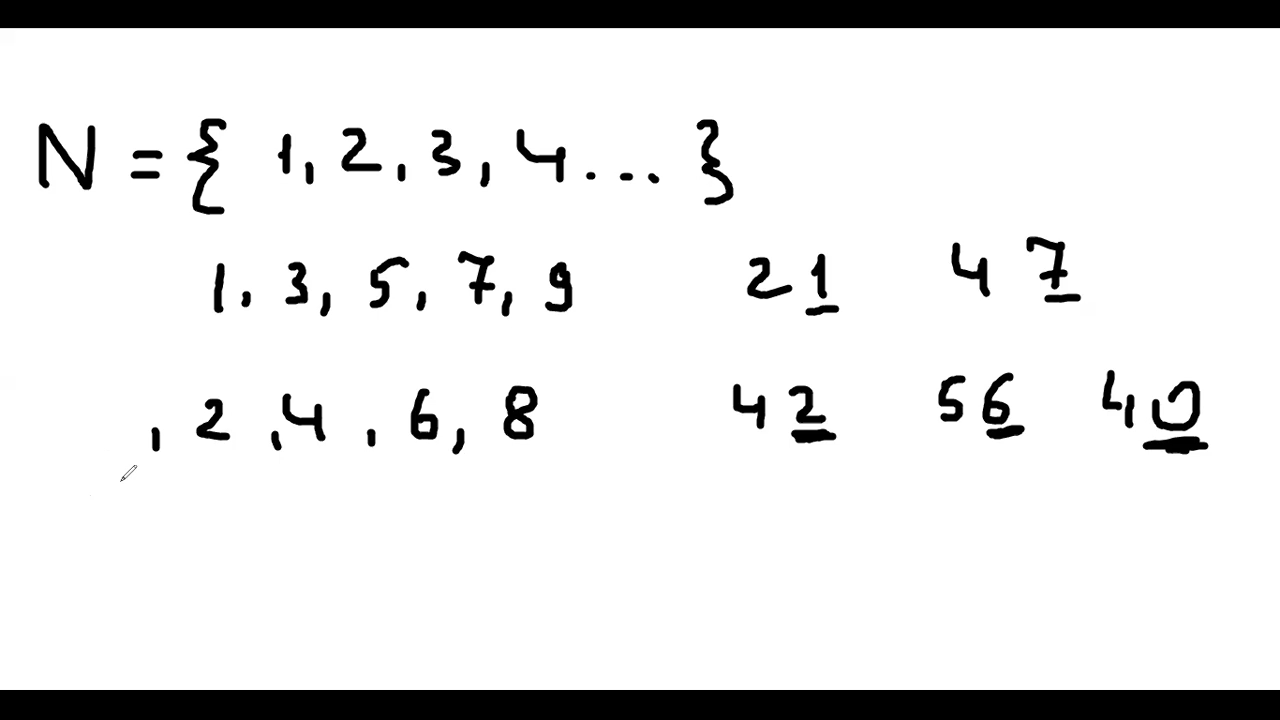 N = { 1, 2, 3, 4 ... }
1, 3, 5, 7, 9 21 47
, 2, 4, 6, 8 42 56 40